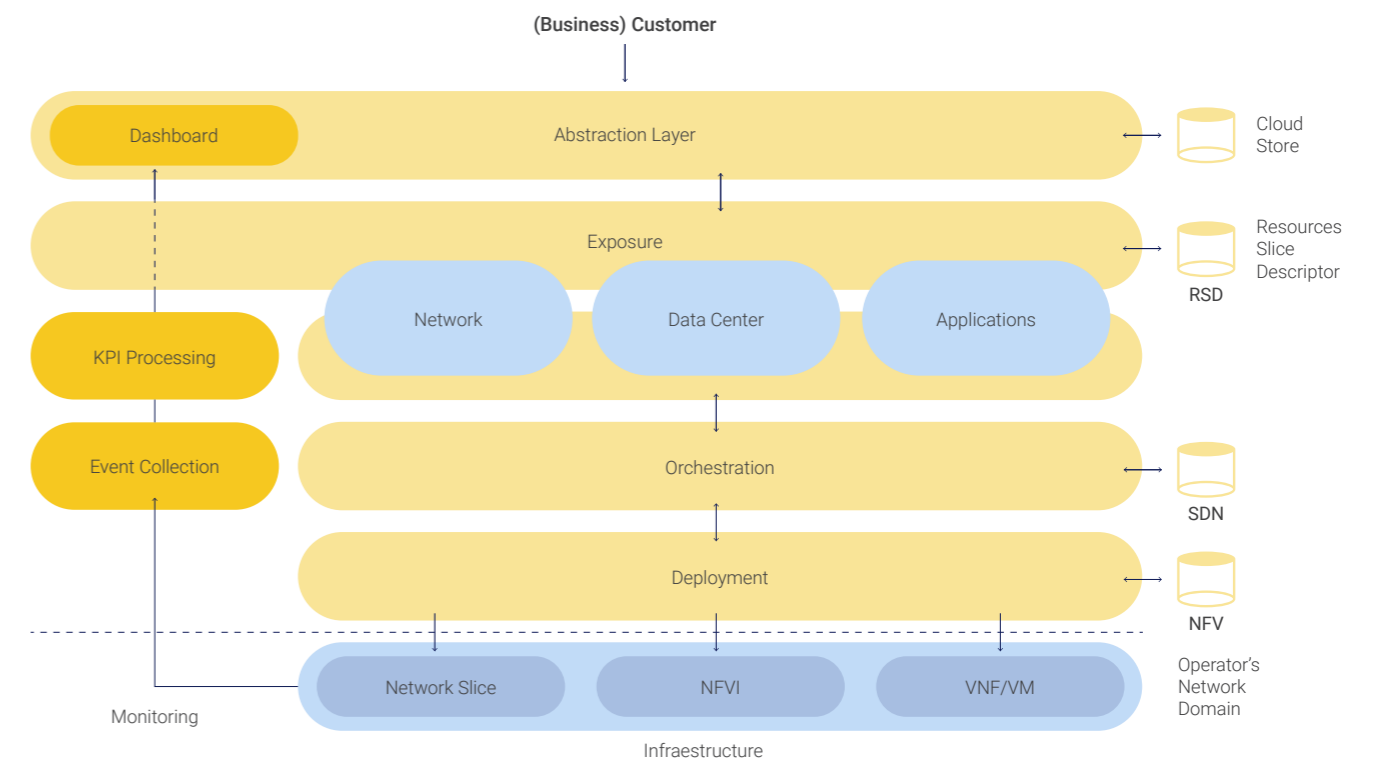 (Business) Customer
Dashboard
Abstraction Layer
Cloud
Store
Exposure
Resources
Slice
Descriptor
RSD
Network
Data Center
Applications
KPI Processing
Event Collection
Orchestration
SDN
Deployment
NFV
Network Slice
NFVI
VNF/VM
Operator’s
Network
Domain
Monitoring
Infraestructure